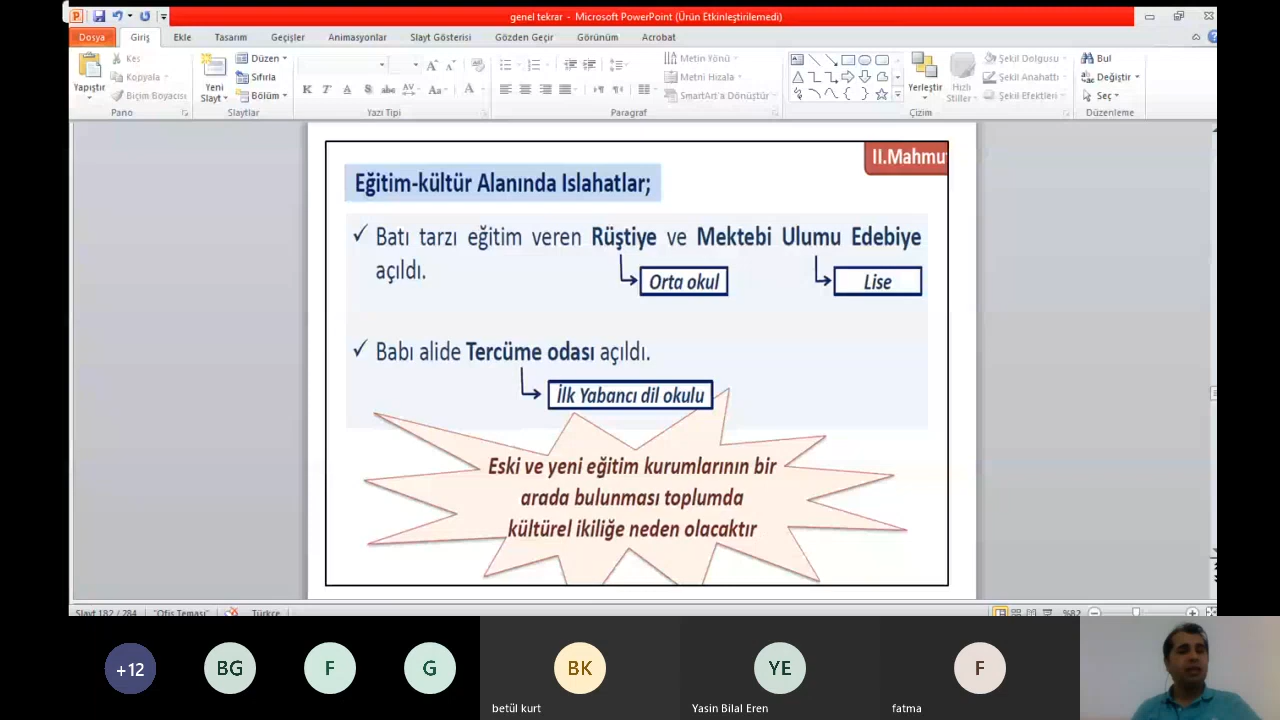 genel tekrar - Microsoft PowerPoint (Ürün Etkinleştirilemedi)
Dosya Giriş Ekle Tasarım Geçişler Animasyonlar Slayt Gösterisi Gözden Geçir Görünüm Acrobat
Yapıştır
Kes
Kopyala
Biçim Boyacısı
Pano
Yeni
Slayt
Düzen
Sıfırla
Bölüm
Slaytlar
K T A S abc AV Aa A
Yazı Tipi
Metin Yönü
Metni Hizala
SmartArt'a Dönüştür
Paragraf
Yerleştir
Hızlı
Stiller
Şekil Dolgusu
Şekil Anahattı
Şekil Efektleri
Çizim
Bul
Değiştir
Seç
Düzenleme
II.Mahmu
Eğitim-kültür Alanında Islahatlar;
Batı tarzı eğitim veren Rüştiye ve Mektebi Ulumu Edebiye
açıldı.
Orta okul
Lise
Babı alide Tercüme odası açıldı.
İlk Yabancı dil okulu
Eski ve yeni eğitim kurumlarının bir
arada bulunması toplumda
kültürel ikiliğe neden olacaktır
Slayt 182 / 284 "Ofis Teması" Türkçe %82
+12 BG F G BK YE F
betül kurt
Yasin Bilal Eren
fatma